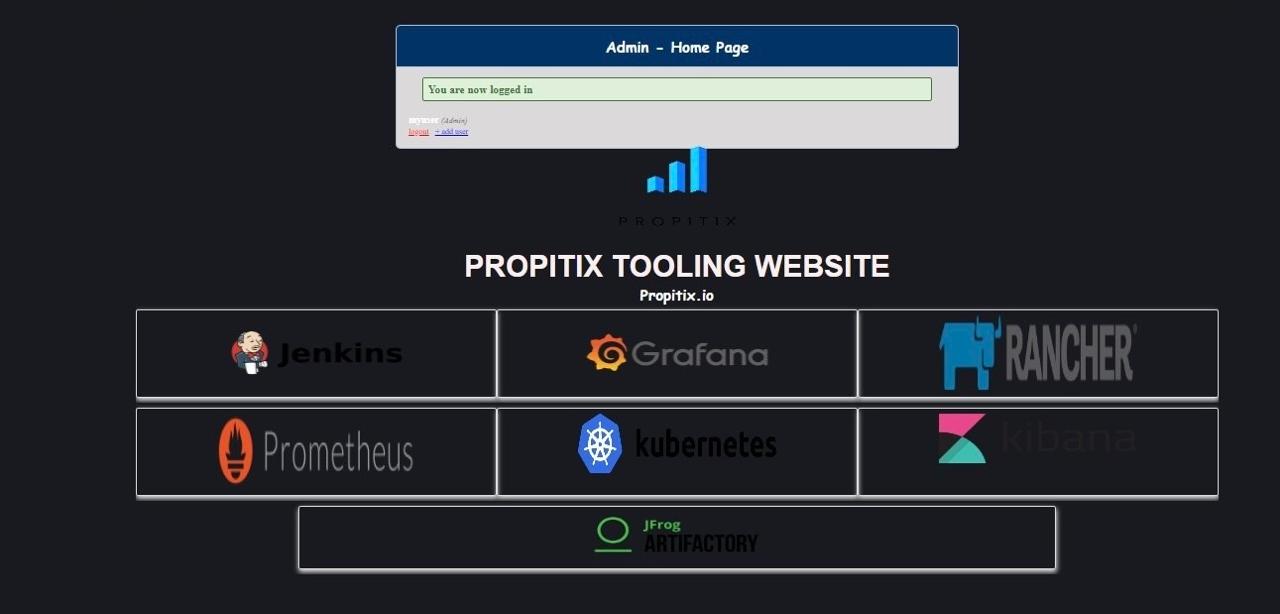 Admin - Home Page
You are now logged in
myuser (Admin)
logout + add user
PROPITIX
PROPITIX TOOLING WEBSITE
Propitix.io
Jenkins
Grafana
RANCHER
Prometheus
kubernetes
kibana
JFrog
ARTIFACTORY